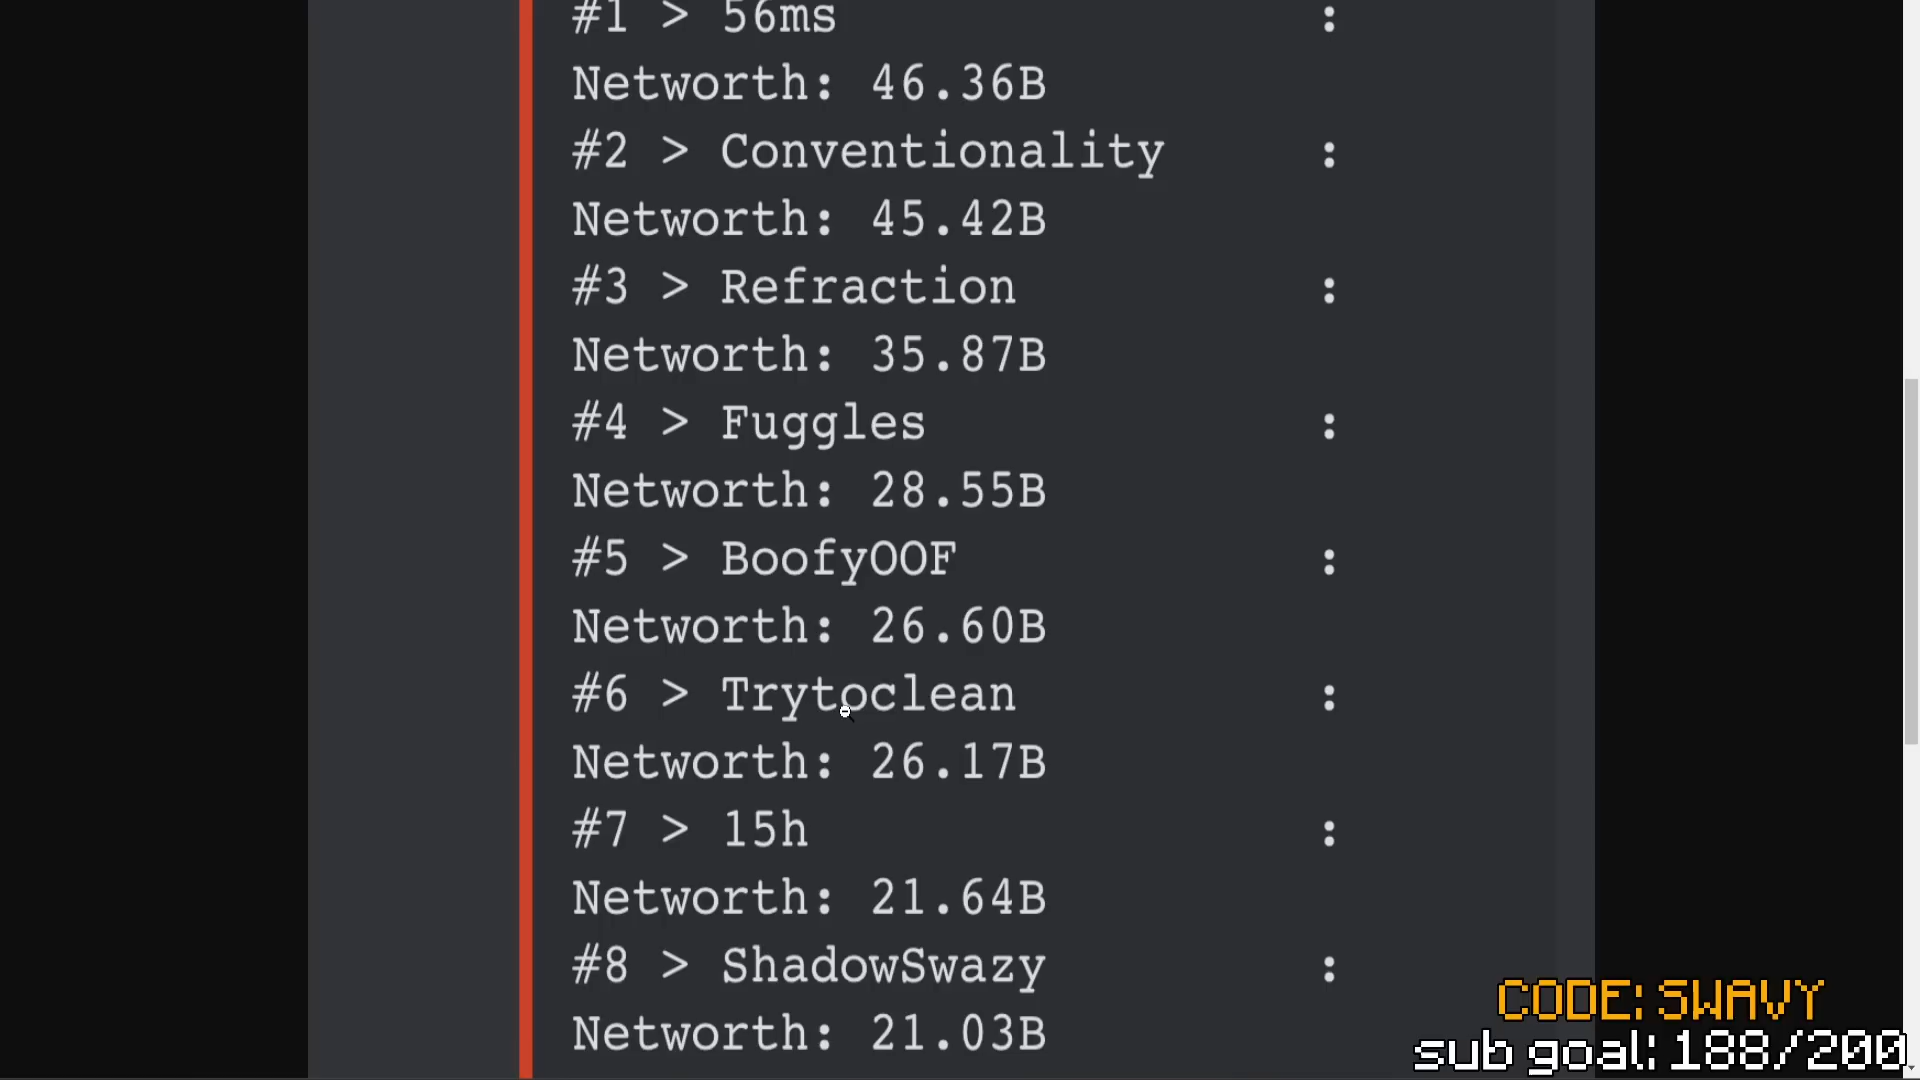 #1 > 56ms :
Networth: 46.36B
#2 > Conventionality :
Networth: 45.42B
#3 > Refraction :
Networth: 35.87B
#4 > Fuggles :
Networth: 28.55B
#5 > BoofyOOF :
Networth: 26.60B
#6 > Trytoclean :
Networth: 26.17B
#7 > 15h :
Networth: 21.64B
#8 > ShadowSwazy :
Networth: 21.03B
CODE: SWAVY
sub goal: 188/200